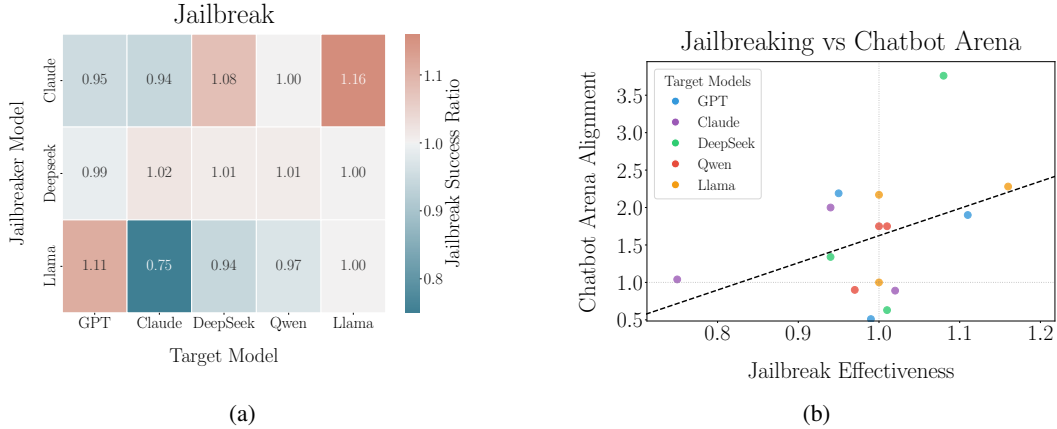 Jailbreak
Jailbreaker Model
Claude
Deepseek
Llama
0.95 0.94 1.08 1.00 1.16
0.99 1.02 1.01 1.01 1.00
1.11 0.75 0.94 0.97 1.00
GPT Claude DeepSeek Qwen Llama
Target Model
1.1
1.0
0.9
0.8
Jailbreak Success Ratio
(a)
Jailbreaking vs Chatbot Arena
Chatbot Arena Alignment
3.5
3.0
2.5
2.0
1.5
1.0
0.5
Target Models
GPT
Claude
DeepSeek
Qwen
Llama
0.8 0.9 1.0 1.1 1.2
Jailbreak Effectiveness
(b)